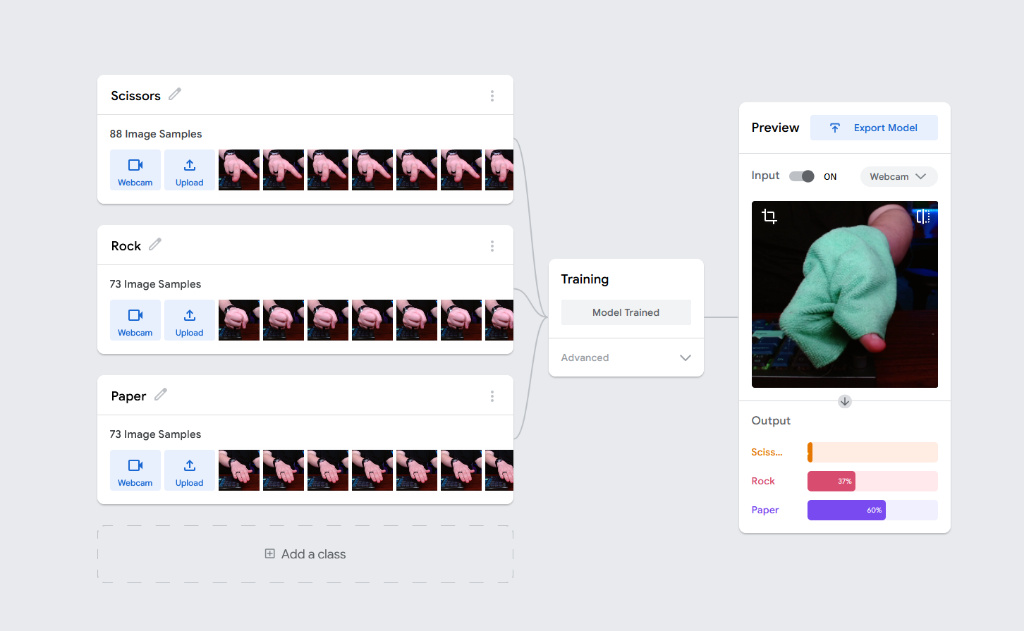 Scissors
88 Image Samples
Webcam
Upload
Rock
73 Image Samples
Webcam
Upload
Paper
73 Image Samples
Webcam
Upload
Add a class
Training
Model Trained
Advanced
Preview
Export Model
Input ON Webcam
Output
Sciss...
Rock 37%
Paper 60%